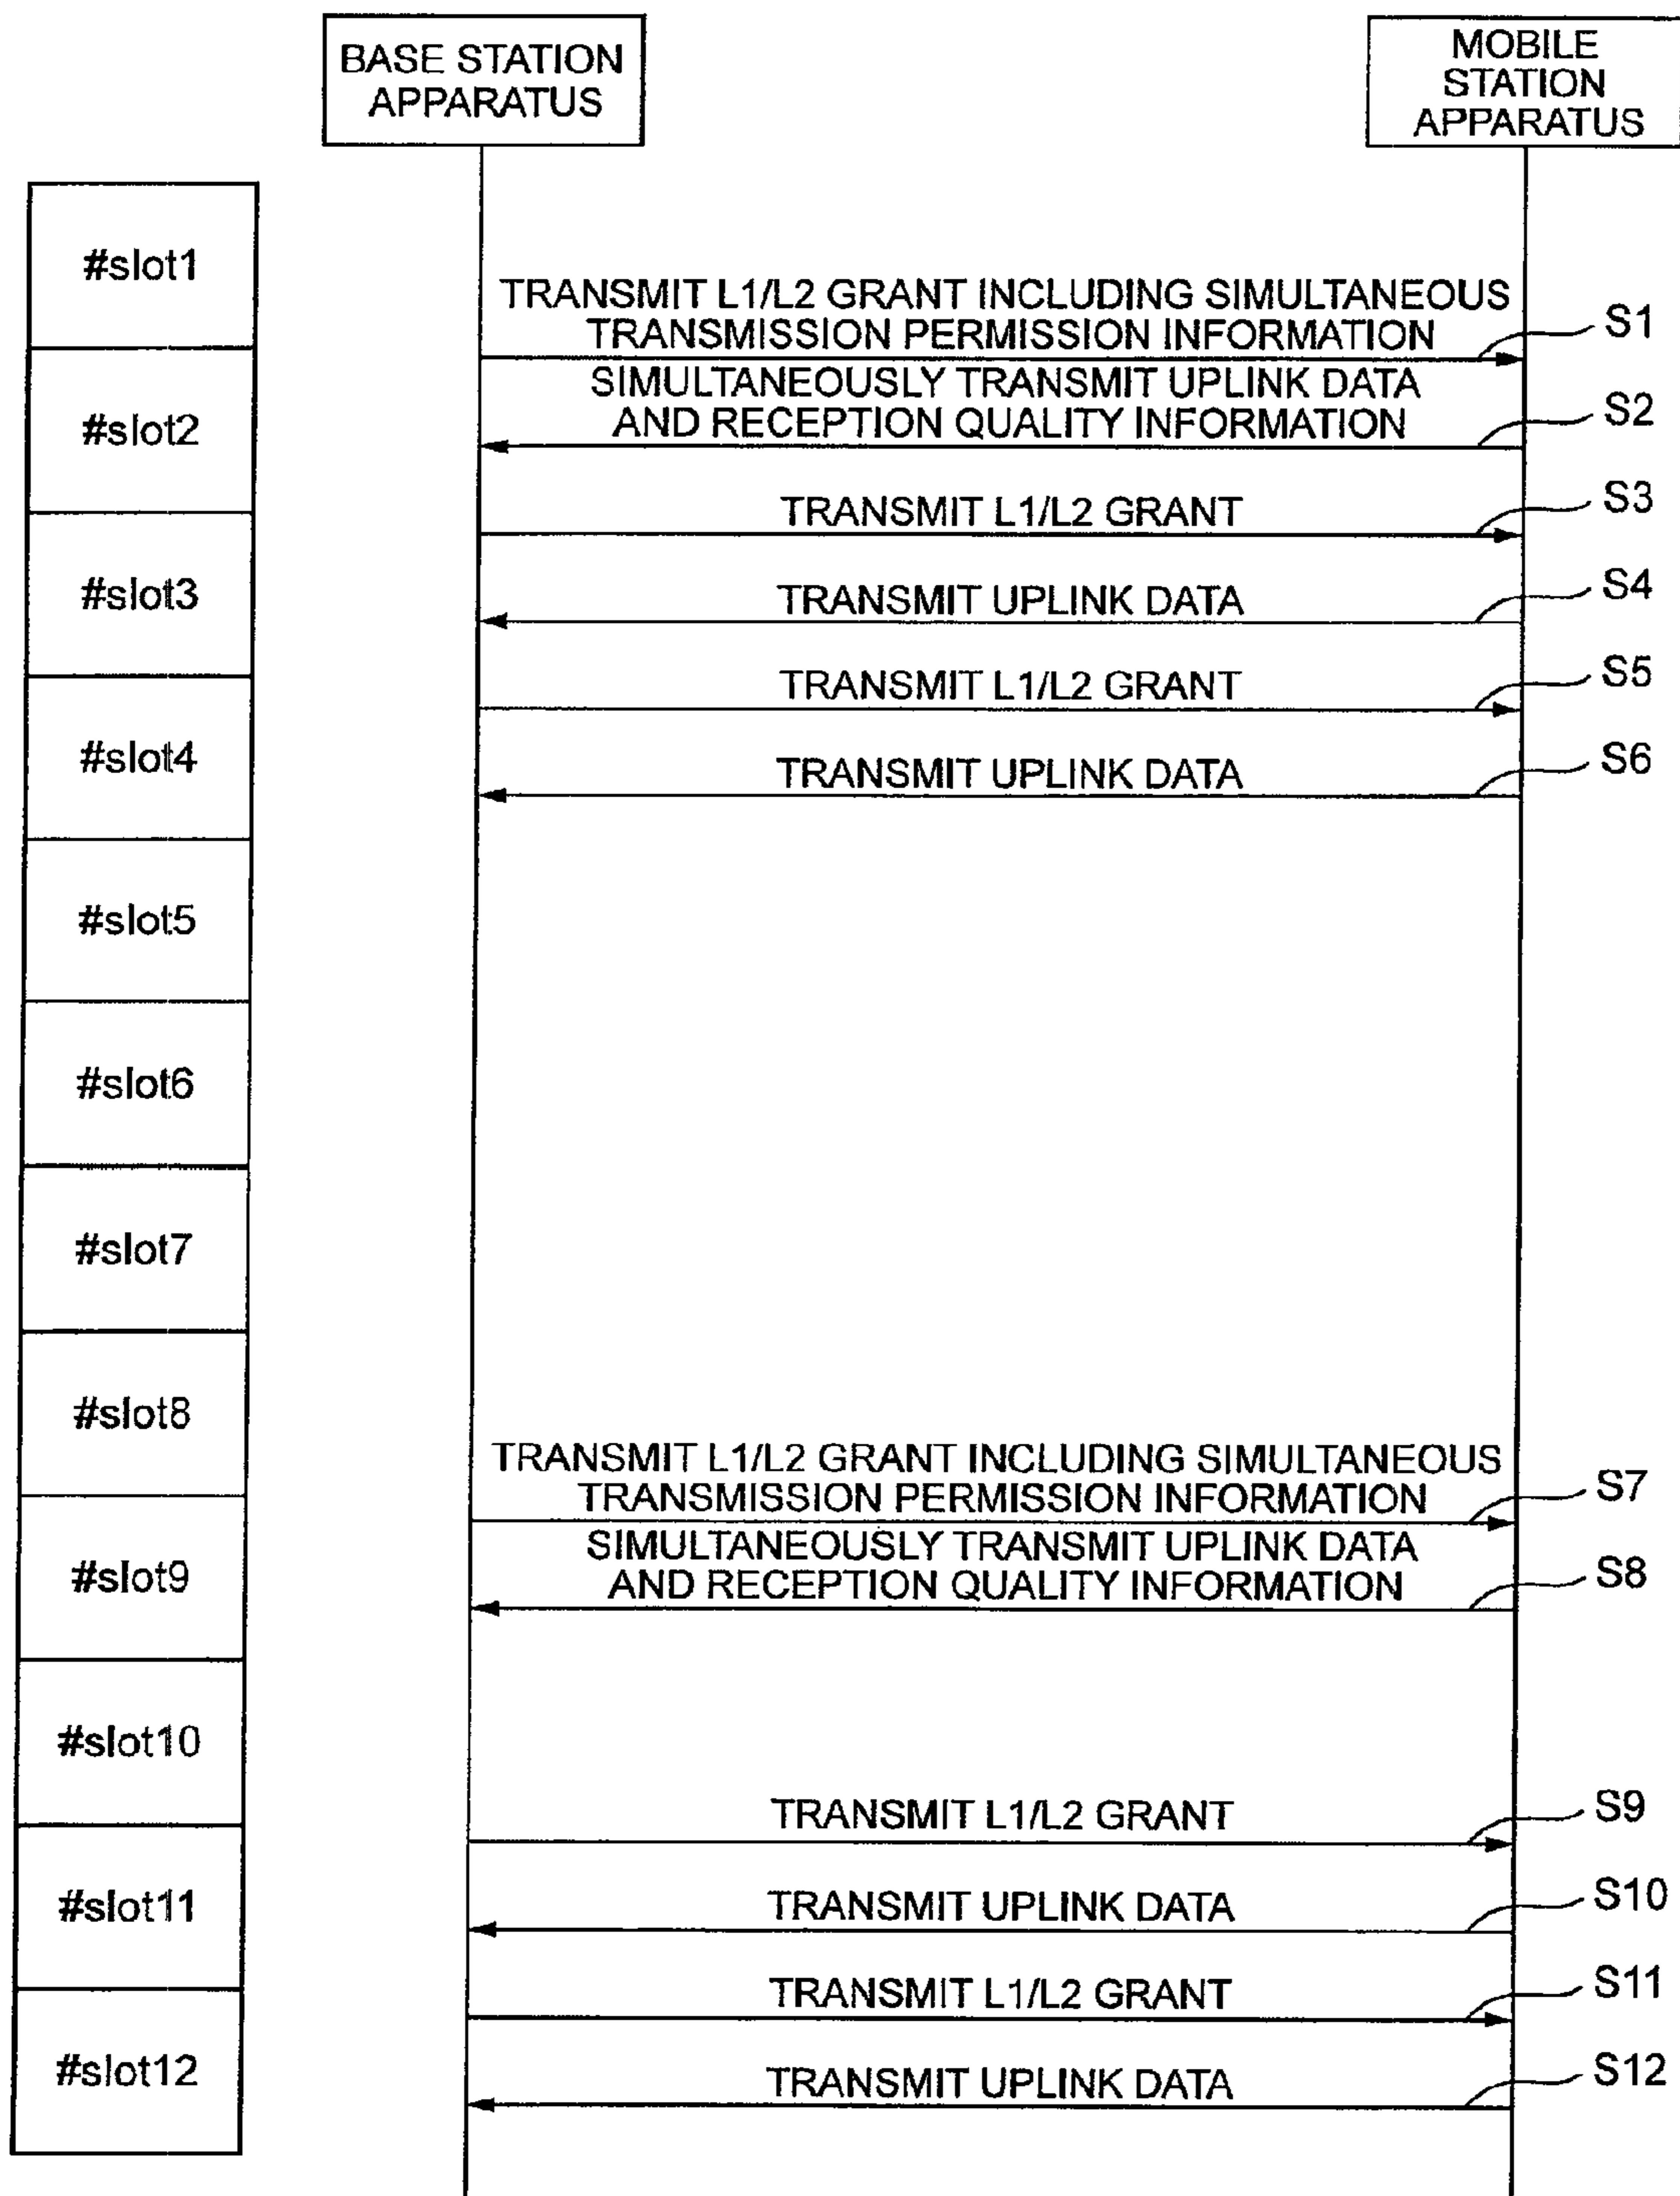 BASE STATION
APPARATUS
MOBILE
STATION
APPARATUS
#slot1
TRANSMIT L1/L2 GRANT INCLUDING SIMULTANEOUS
TRANSMISSION PERMISSION INFORMATION
S1
#slot2
SIMULTANEOUSLY TRANSMIT UPLINK DATA
AND RECEPTION QUALITY INFORMATION
S2
TRANSMIT L1/L2 GRANT
S3
#slot3
TRANSMIT UPLINK DATA
S4
TRANSMIT L1/L2 GRANT
S5
#slot4
TRANSMIT UPLINK DATA
S6
#slot5
#slot6
#slot7
#slot8
TRANSMIT L1/L2 GRANT INCLUDING SIMULTANEOUS
TRANSMISSION PERMISSION INFORMATION
S7
#slot9
SIMULTANEOUSLY TRANSMIT UPLINK DATA
AND RECEPTION QUALITY INFORMATION
S8
#slot10
TRANSMIT L1/L2 GRANT
S9
#slot11
TRANSMIT UPLINK DATA
S10
TRANSMIT L1/L2 GRANT
S11
#slot12
TRANSMIT UPLINK DATA
S12